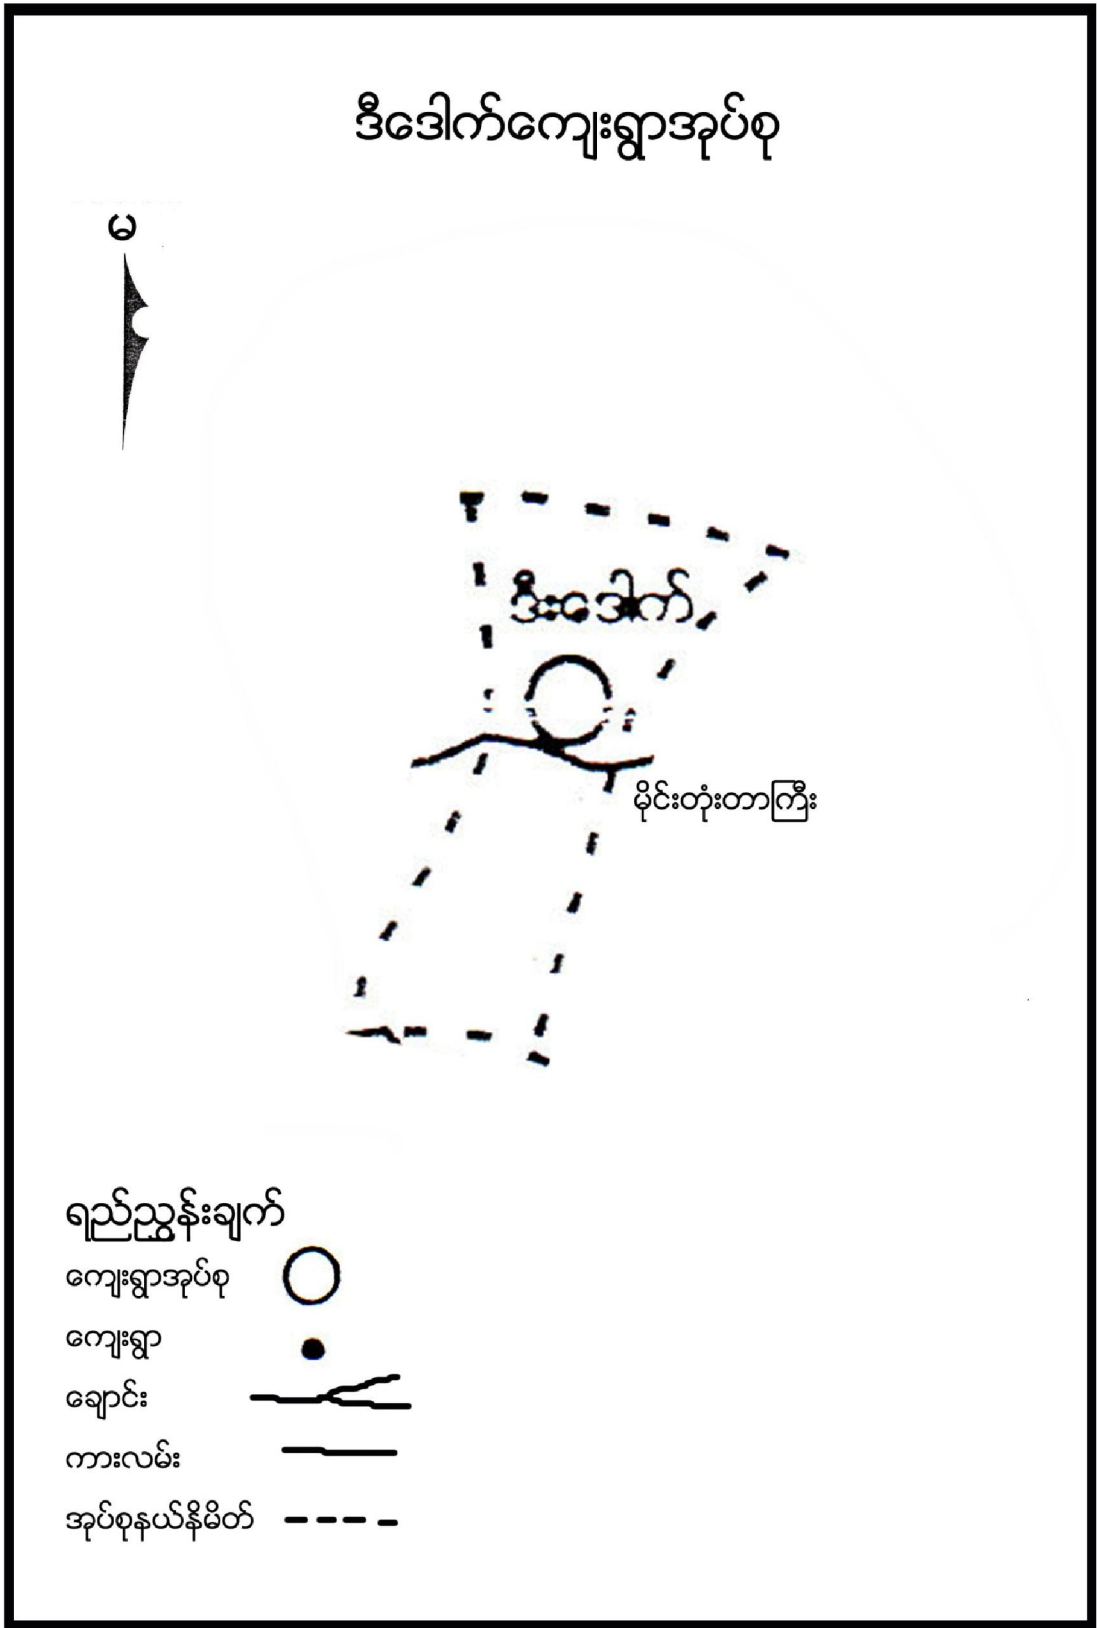 ဒီဒေါက်ကျေးရွာအုပ်စု
မ
ဒီးဒေါက်
မိုင်းတုံးတာကြီး
ရည်ညွှန်းချက်
ကျေးရွာအုပ်စု
ကျေးရွာ
ချောင်း
ကားလမ်း
အုပ်စုနယ်နိမိတ်